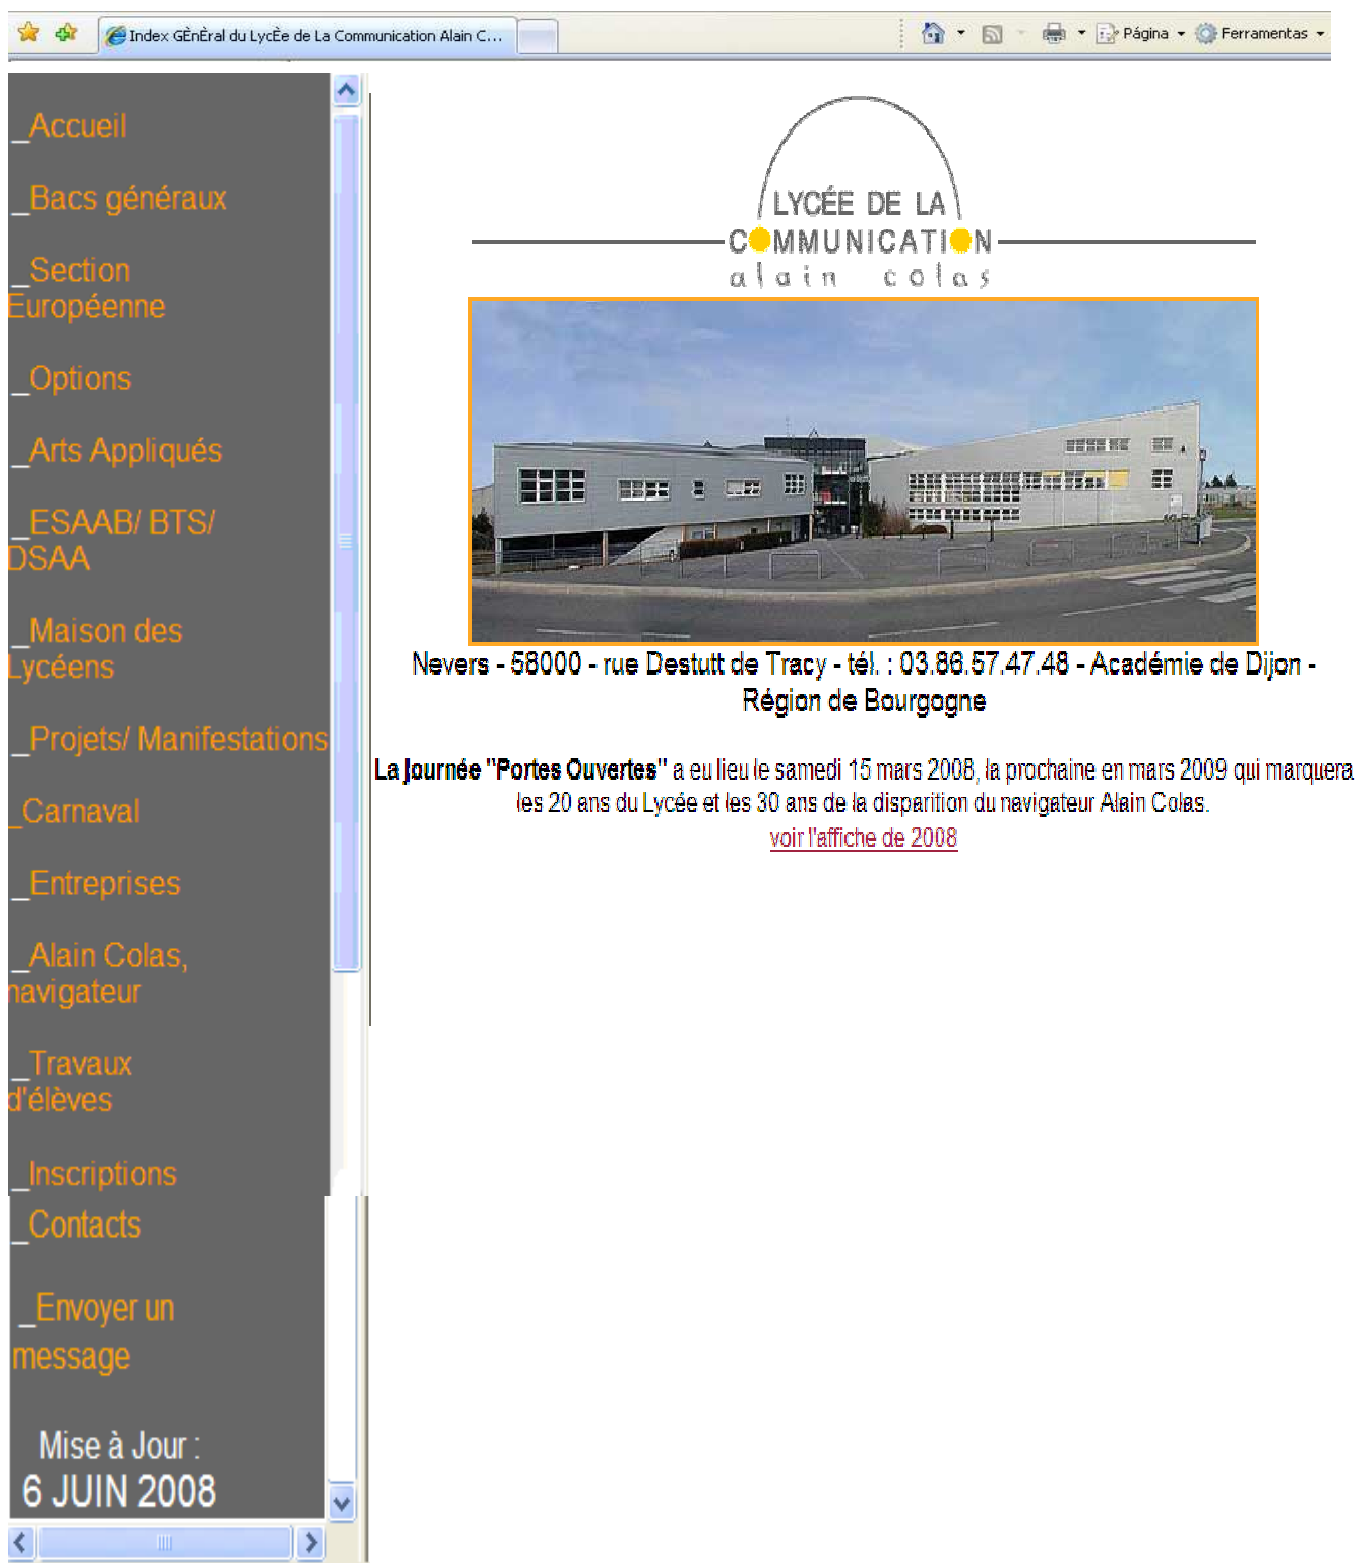 Index GÈnÈral du LycÈe de La Communication Alain C...
Página
Ferramentas
_Accueil
_Bacs généraux
_Section
Européenne
_Options
_Arts Appliqués
_ESAAB/ BTS/
DSAA
_Maison des
Lycéens
_Projets/ Manifestations
_Carnaval
_Entreprises
_Alain Colas,
navigateur
_Travaux
d'élèves
_Inscriptions
_Contacts
_Envoyer un
message
Mise à Jour :
6 JUIN 2008
LYCÉE DE LA
COMMUNICATION
alain colas
Nevers - 58000 - rue Destutt de Tracy - tél. : 03.86.57.47.48 - Académie de Dijon -
Région de Bourgogne
La Journée "Portes Ouvertes" a eu lieu le samedi 15 mars 2008, la prochaine en mars 2009 qui marquera
les 20 ans du Lycée et les 30 ans de la disparition du navigateur Alain Colas.
voir l'affiche de 2008